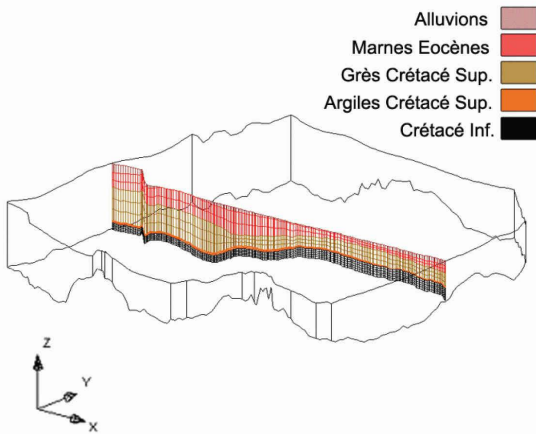 Alluvions
Marnes Eocènes
Grès Crétacé Sup.
Argiles Crétacé Sup.
Crétacé Inf.
Z
Y
X